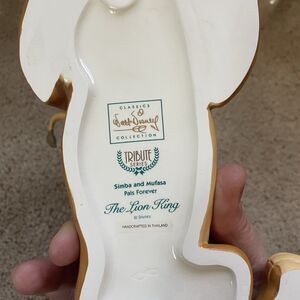 CLASSICS
Walt Disney
COLLECTION
TRIBUTE
SERIES
Simba and Mufasa
Pals Forever
The Lion King
© Disney
HANDCRAFTED IN THAILAND